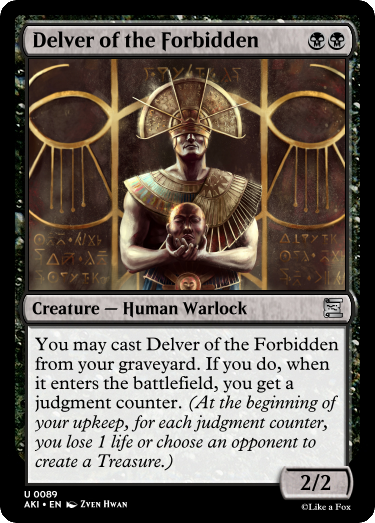 Delver of the Forbidden
Creature — Human Warlock
You may cast Delver of the Forbidden
from your graveyard. If you do, when
it enters the battlefield, you get a
judgment counter. (At the beginning of
your upkeep, for each judgment counter,
you lose 1 life or choose an opponent to
create a Treasure.)
2/2
U 0089
AKI • EN Zven Hwan
©Like a Fox